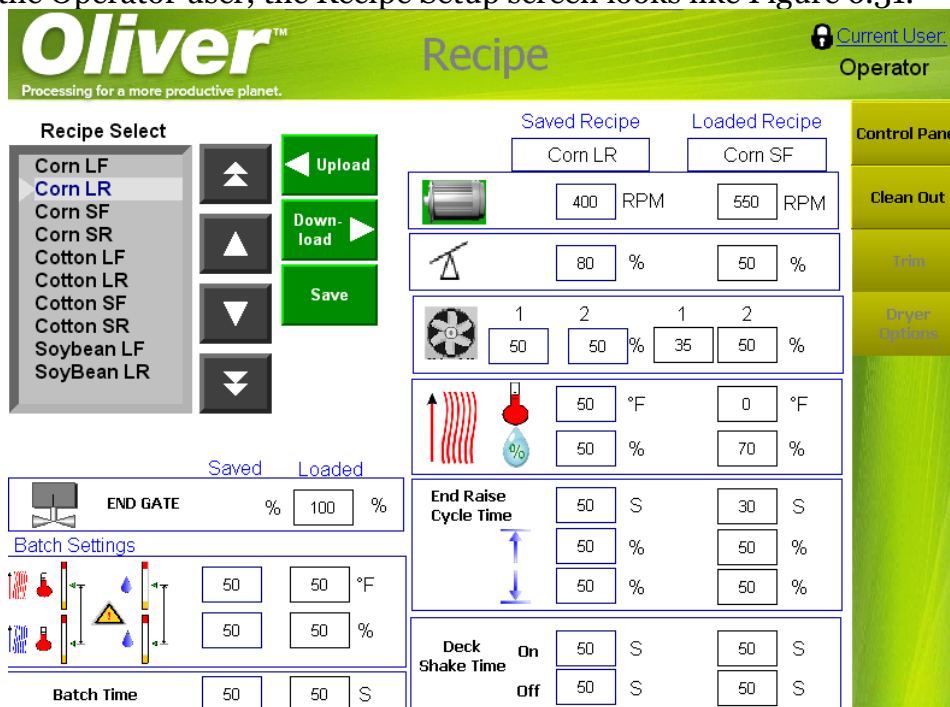 the Operator user, the Recipe Setup screen looks like Figure 6.31.
Oliver™
Processing for a more productive planet.
Recipe
Current User:
Operator
Recipe Select
Corn LF
Corn LR
Corn SF
Corn SR
Cotton LF
Cotton LR
Cotton SF
Cotton SR
Soybean LF
SoyBean LR
Upload
Down-
load
Save
Saved Recipe Loaded Recipe
Corn LR Corn SF
400 RPM 550 RPM
80 % 50 %
1 2 1 2
50 50 % 35 50 %
50 °F 0 °F
% 50 % 70 %
End Raise
Cycle Time 50 S 30 S
50 % 50 %
50 % 50 %
Deck
Shake Time On 50 S 50 S
Off 50 S 50 S
Control Pane
Clean Out
Trim
Dryer
Options
Saved Loaded
END GATE % 100 %
Batch Settings
50 50 °F
50 50 %
Batch Time 50 50 S